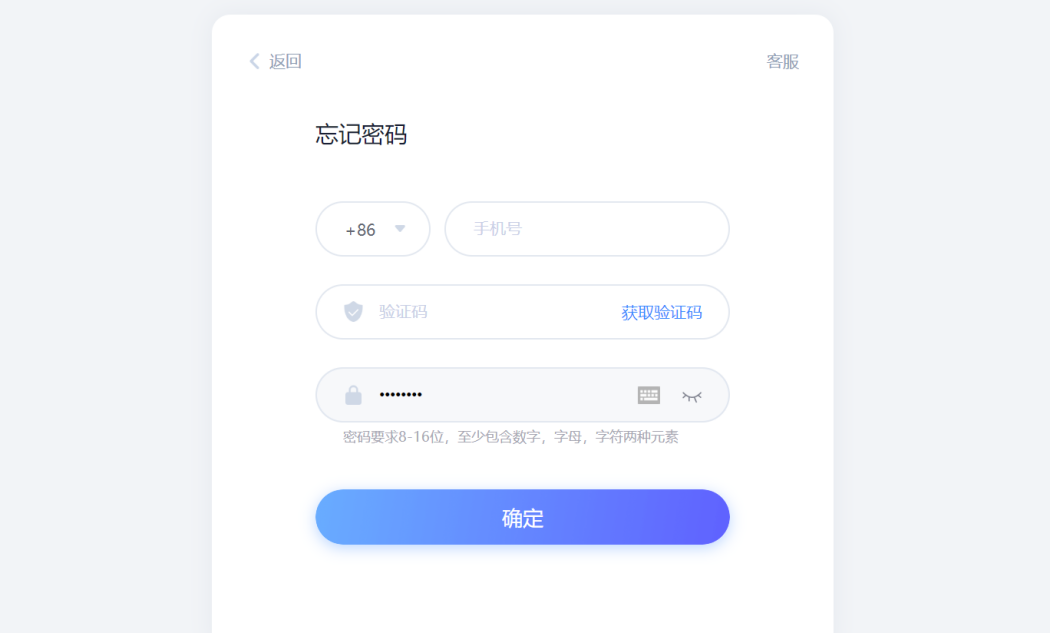 返回
客服
忘记密码
+86
手机号
验证码
获取验证码
••••••••
密码要求8-16位，至少包含数字，字母，字符两种元素
确定